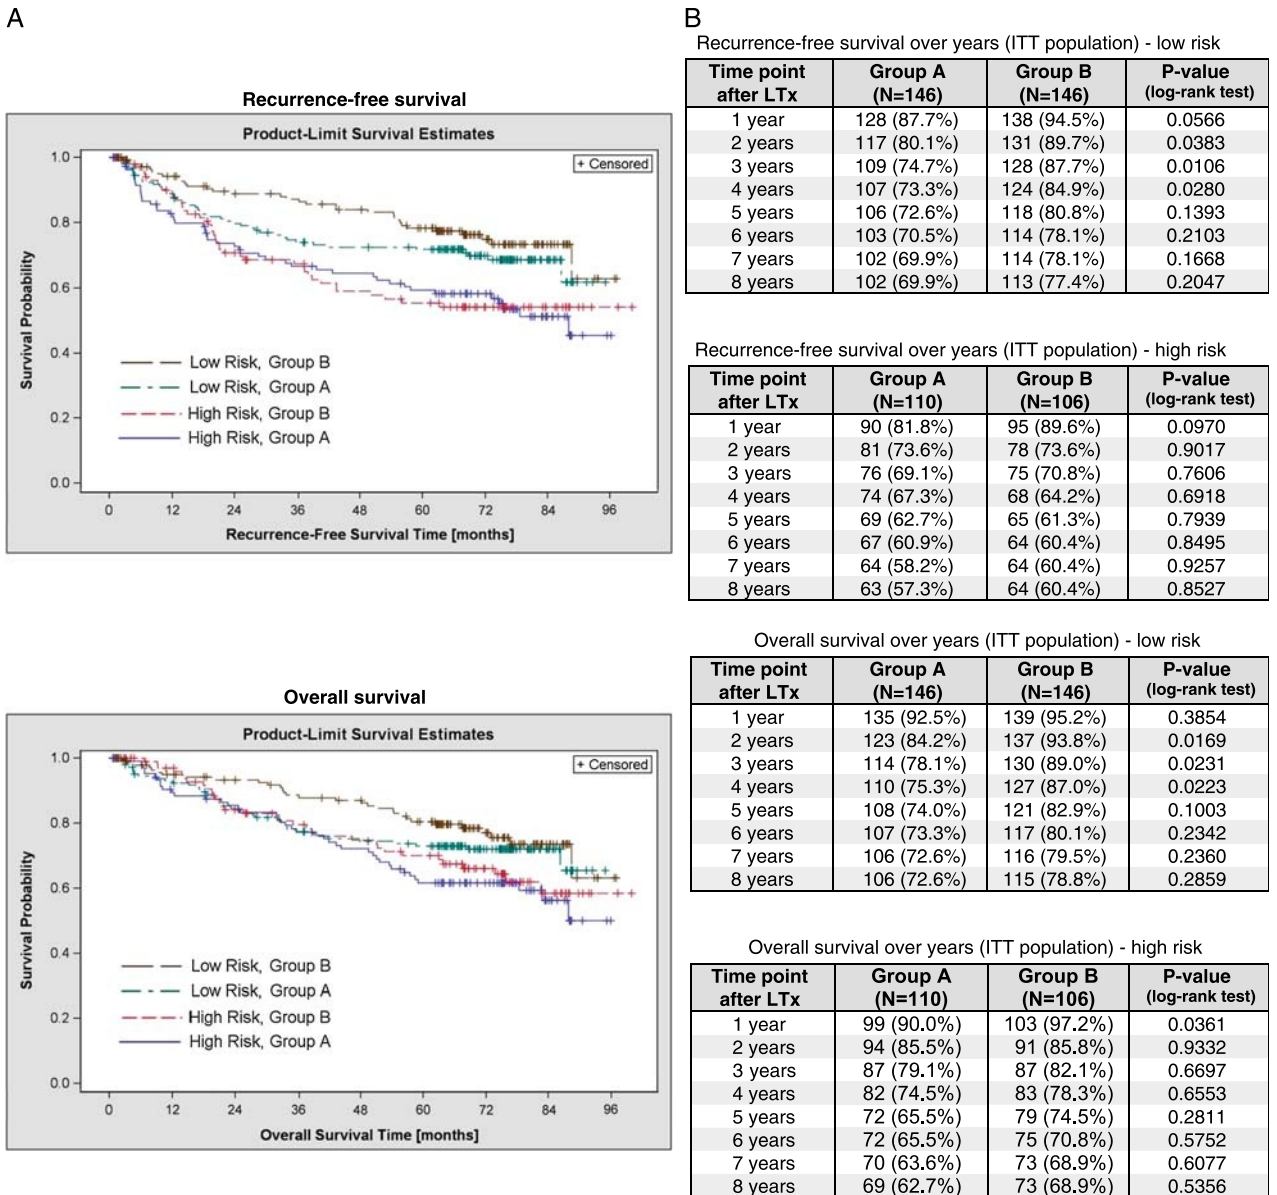 A
Recurrence-free survival
Product-Limit Survival Estimates
+ Censored
1.0
0.8
0.6
0.4
0.2
0.0
Survival Probability
Low Risk, Group B
Low Risk, Group A
High Risk, Group B
High Risk, Group A
0 12 24 36 48 60 72 84 96
Recurrence-Free Survival Time [months]
Overall survival
Product-Limit Survival Estimates
+ Censored
1.0
0.8
0.6
0.4
0.2
0.0
Survival Probability
Low Risk, Group B
Low Risk, Group A
High Risk, Group B
High Risk, Group A
0 12 24 36 48 60 72 84 96
Overall Survival Time [months]
B
Recurrence-free survival over years (ITT population) - low risk
Time point Group A Group B P-value
after LTx (N=146) (N=146) (log-rank test)
1 year 128 (87.7%) 138 (94.5%) 0.0566
2 years 117 (80.1%) 131 (89.7%) 0.0383
3 years 109 (74.7%) 128 (87.7%) 0.0106
4 years 107 (73.3%) 124 (84.9%) 0.0280
5 years 106 (72.6%) 118 (80.8%) 0.1393
6 years 103 (70.5%) 114 (78.1%) 0.2103
7 years 102 (69.9%) 114 (78.1%) 0.1668
8 years 102 (69.9%) 113 (77.4%) 0.2047
Recurrence-free survival over years (ITT population) - high risk
Time point Group A Group B P-value
after LTx (N=110) (N=106) (log-rank test)
1 year 90 (81.8%) 95 (89.6%) 0.0970
2 years 81 (73.6%) 78 (73.6%) 0.9017
3 years 76 (69.1%) 75 (70.8%) 0.7606
4 years 74 (67.3%) 68 (64.2%) 0.6918
5 years 69 (62.7%) 65 (61.3%) 0.7939
6 years 67 (60.9%) 64 (60.4%) 0.8495
7 years 64 (58.2%) 64 (60.4%) 0.9257
8 years 63 (57.3%) 64 (60.4%) 0.8527
Overall survival over years (ITT population) - low risk
Time point Group A Group B P-value
after LTx (N=146) (N=146) (log-rank test)
1 year 135 (92.5%) 139 (95.2%) 0.3854
2 years 123 (84.2%) 137 (93.8%) 0.0169
3 years 114 (78.1%) 130 (89.0%) 0.0231
4 years 110 (75.3%) 127 (87.0%) 0.0223
5 years 108 (74.0%) 121 (82.9%) 0.1003
6 years 107 (73.3%) 117 (80.1%) 0.2342
7 years 106 (72.6%) 116 (79.5%) 0.2360
8 years 106 (72.6%) 115 (78.8%) 0.2859
Overall survival over years (ITT population) - high risk
Time point Group A Group B P-value
after LTx (N=110) (N=106) (log-rank test)
1 year 99 (90.0%) 103 (97.2%) 0.0361
2 years 94 (85.5%) 91 (85.8%) 0.9332
3 years 87 (79.1%) 87 (82.1%) 0.6697
4 years 82 (74.5%) 83 (78.3%) 0.6553
5 years 72 (65.5%) 79 (74.5%) 0.2811
6 years 72 (65.5%) 75 (70.8%) 0.5752
7 years 70 (63.6%) 73 (68.9%) 0.6077
8 years 69 (62.7%) 73 (68.9%) 0.5356